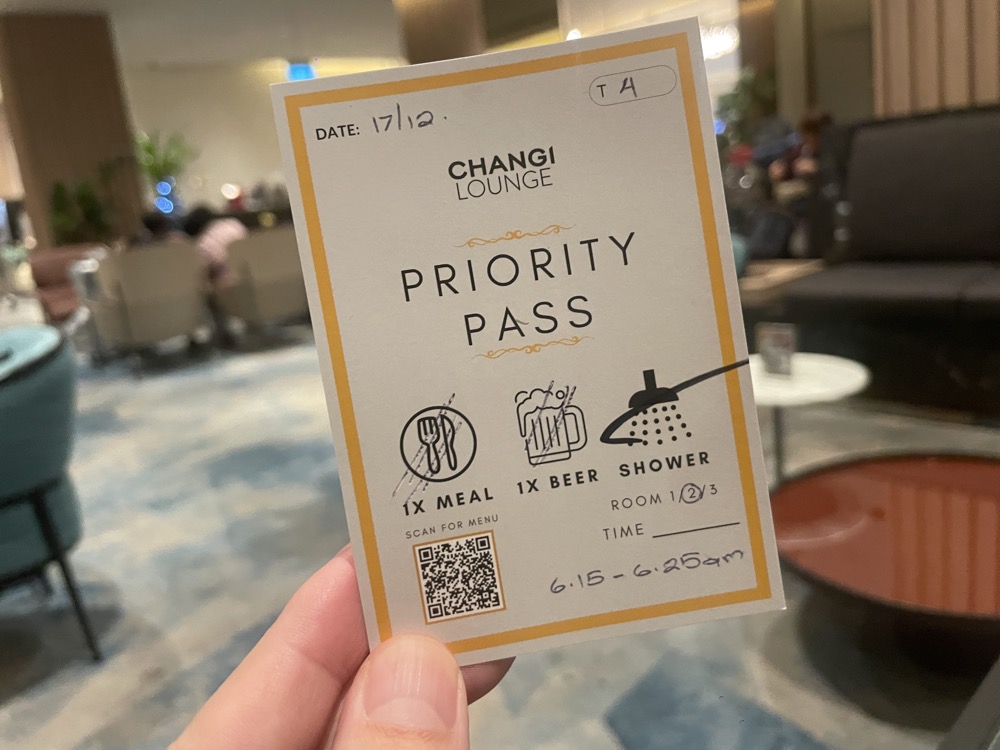 DATE: 17/12.
T 4
CHANGI
LOUNGE
PRIORITY
PASS
1X MEAL
1X BEER
SHOWER
SCAN FOR MENU
ROOM 1/2/3
TIME
6.15 - 6.25am